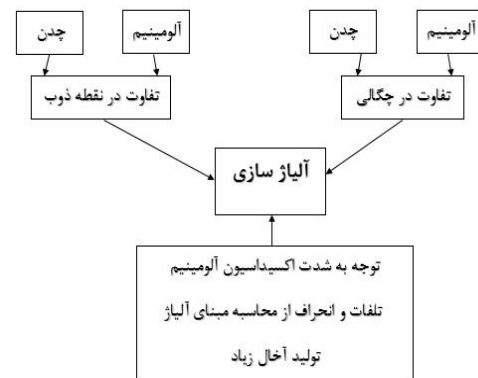 آلومینیم
چدن
آلومینیم
چدن
تفاوت در چگالی
تفاوت در نقطه ذوب
آلیاژ سازی
توجه به شدت اکسیداسیون آلومینیم
تلفات و انحراف از محاسبه مبنای آلیاژ
تولید آخال زیاد